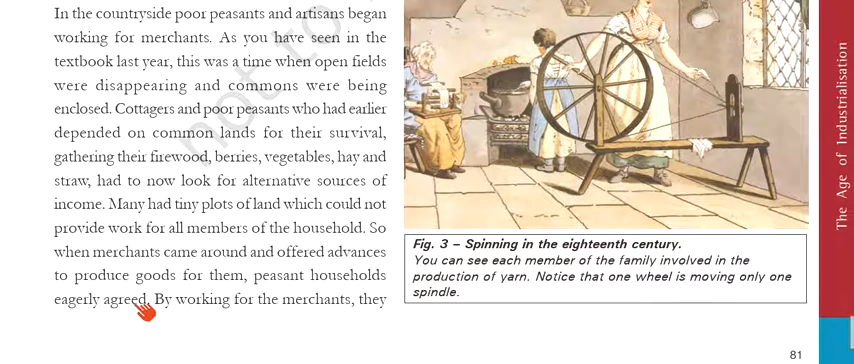 In the countryside poor peasants and artisans began
working for merchants. As you have seen in the
textbook last year, this was a time when open fields
were disappearing and commons were being
enclosed. Cottagers and poor peasants who had earlier
depended on common lands for their survival,
gathering their firewood, berries, vegetables, hay and
straw, had to now look for alternative sources of
income. Many had tiny plots of land which could not
provide work for all members of the household. So
when merchants came around and offered advances
to produce goods for them, peasant households
eagerly agreed. By working for the merchants, they
Fig. 3 – Spinning in the eighteenth century.
You can see each member of the family involved in the
production of yarn. Notice that one wheel is moving only one
spindle.
The Age of Industrialisation
81
not to